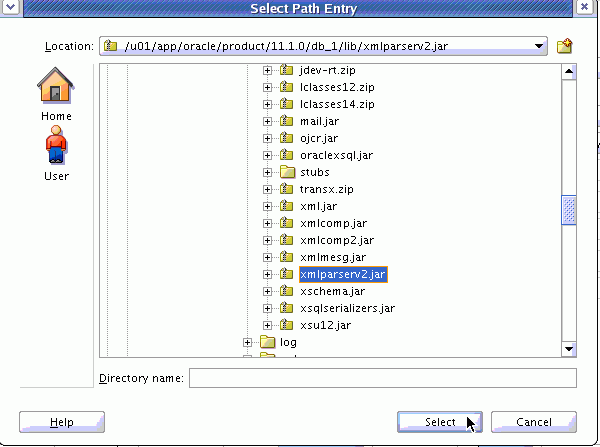 Select Path Entry
Location: /u01/app/oracle/product/11.1.0/db_1/lib/xmlparserv2.jar
Home
User
jdev-rt.zip
lclasses12.zip
lclasses14.zip
mail.jar
ojcr.jar
oraclexsql.jar
stubs
transx.zip
xml.jar
xmlcomp.jar
xmlcomp2.jar
xmlmesg.jar
xmlparserv2.jar
xschema.jar
xsqlserializers.jar
xsu12.jar
log
Directory name:
Help Select Cancel